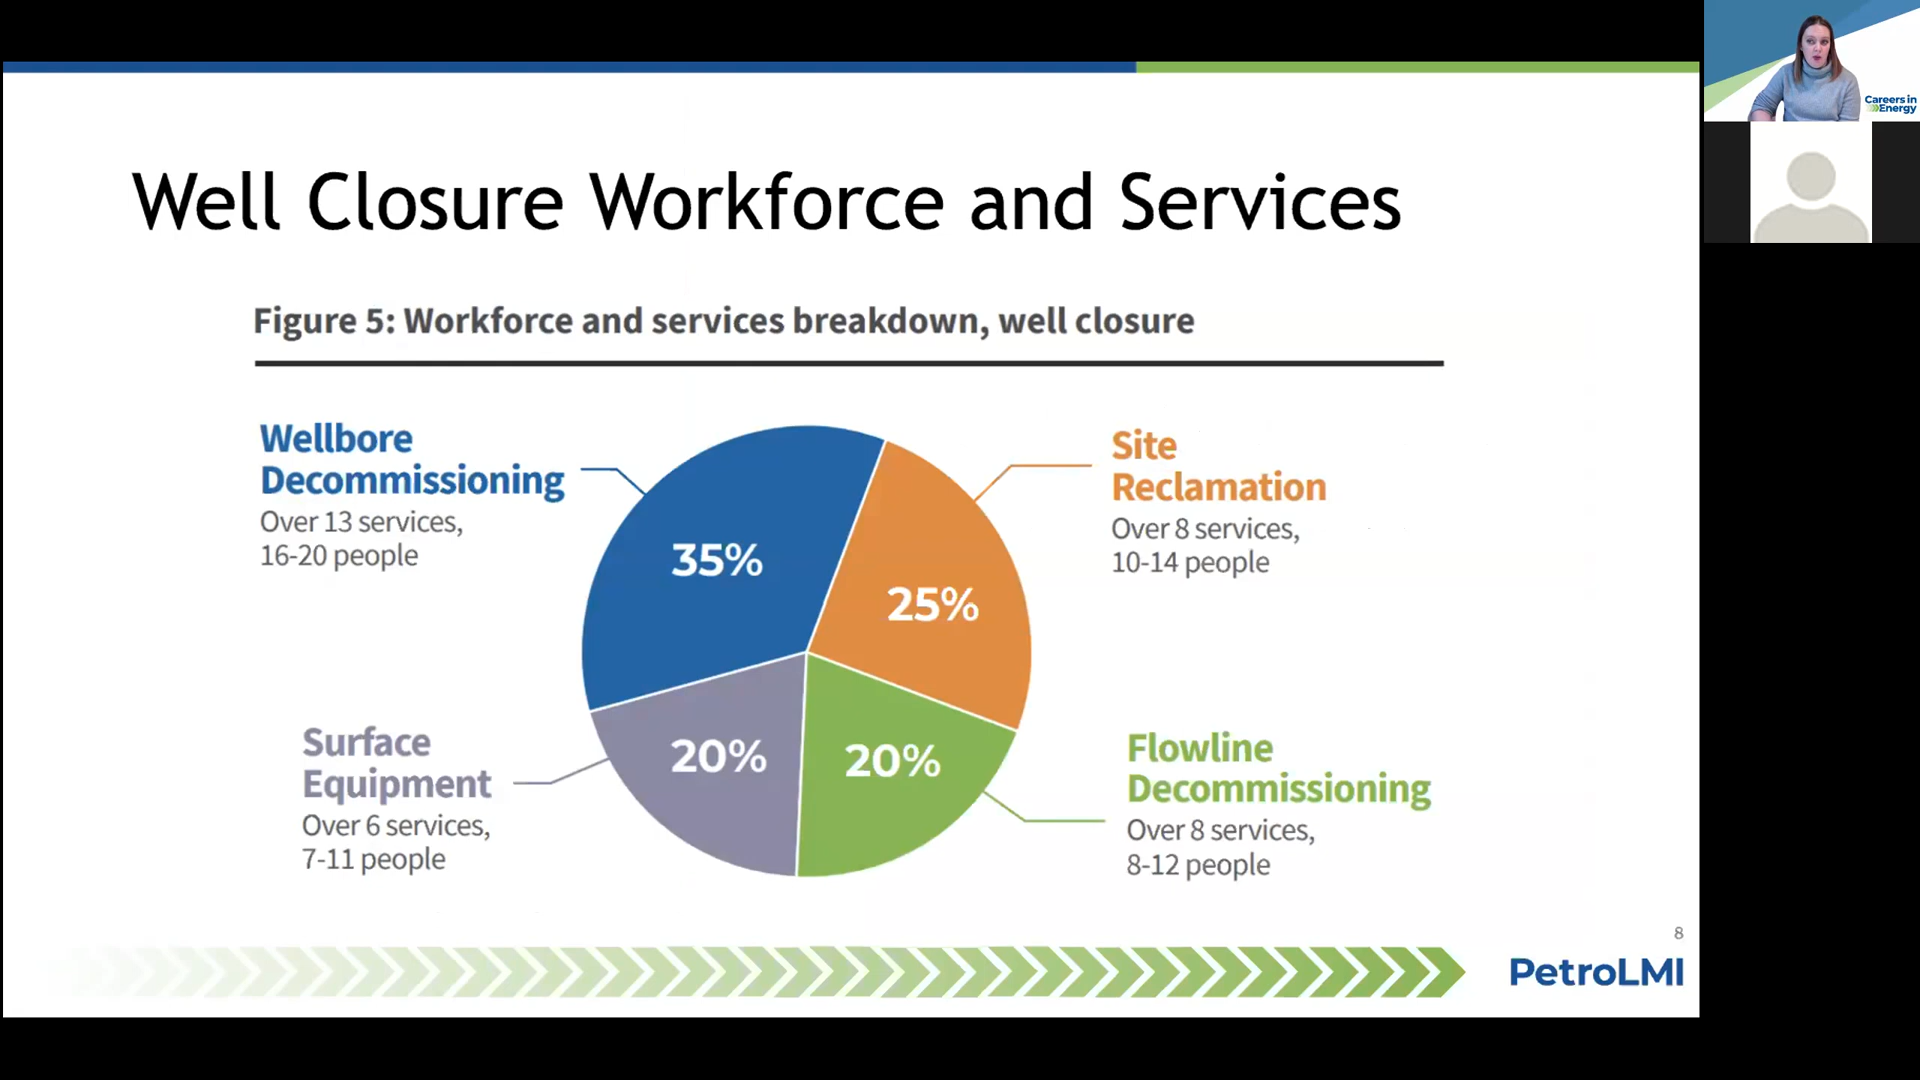 Well Closure Workforce and Services
Figure 5: Workforce and services breakdown, well closure
Wellbore
Decommissioning
Over 13 services,
16-20 people
35%
Site
Reclamation
Over 8 services,
10-14 people
25%
Surface
Equipment
Over 6 services,
7-11 people
20%
20%
Flowline
Decommissioning
Over 8 services,
8-12 people
8
PetroLMI
Careers in
Energy